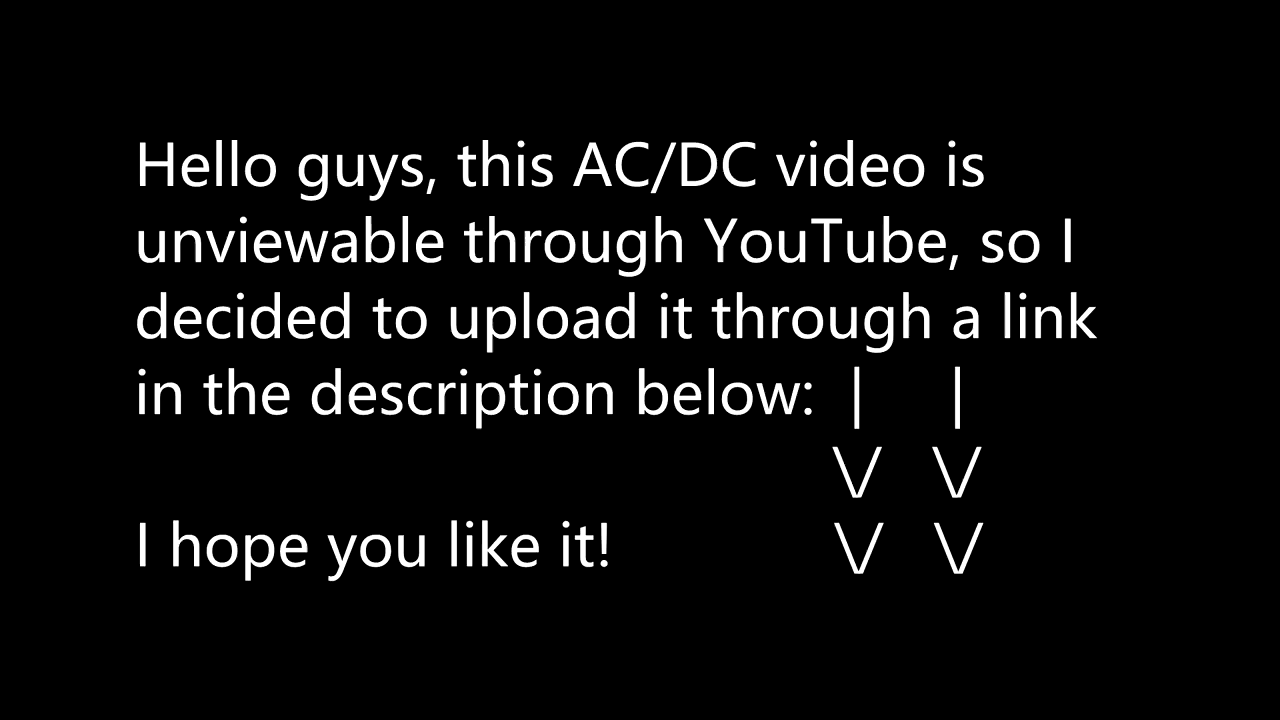 Hello guys, this AC/DC video is
unviewable through YouTube, so I
decided to upload it through a link
in the description below: | |
\/ \/
I hope you like it! \/ \/